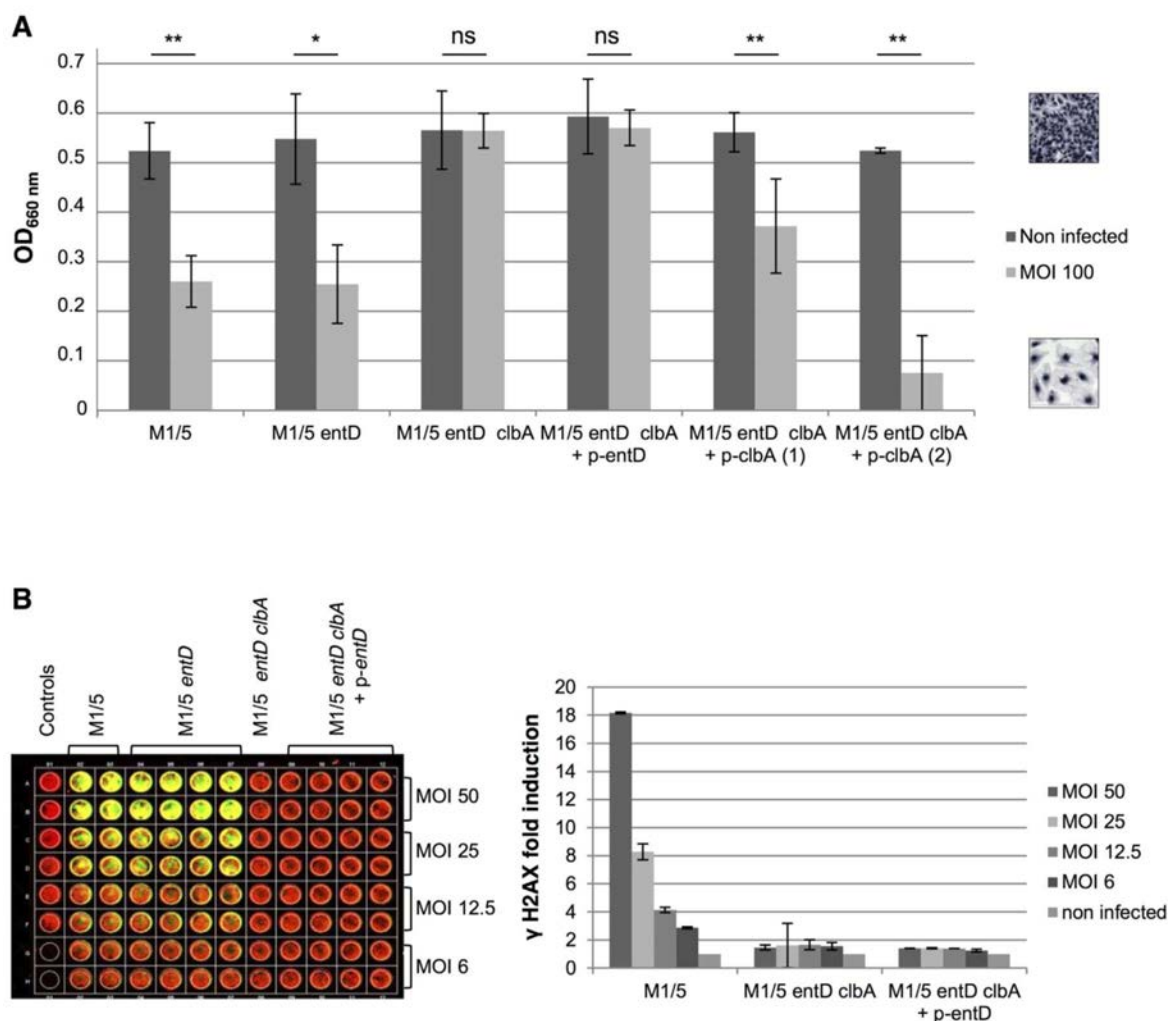 A
** * ns ns ** **
0.7
0.6
0.5
0.4
0.3
0.2
0.1
0
OD660 nm
M1/5
M1/5 entD
M1/5 entD clbA
M1/5 entD clbA
+ p-entD
M1/5 entD clbA
+ p-clbA (1)
M1/5 entD clbA
+ p-clbA (2)
Non infected
MOI 100
B
Controls
M1/5
M1/5 entD
M1/5 entD clbA
M1/5 entD clbA
+ p-entD
A
B
C
D
E
F
G
H
MOI 50
MOI 25
MOI 12.5
MOI 6
γ H2AX fold induction
20
18
16
14
12
10
8
6
4
2
0
M1/5
M1/5 entD clbA
M1/5 entD clbA
+ p-entD
MOI 50
MOI 25
MOI 12.5
MOI 6
non infected